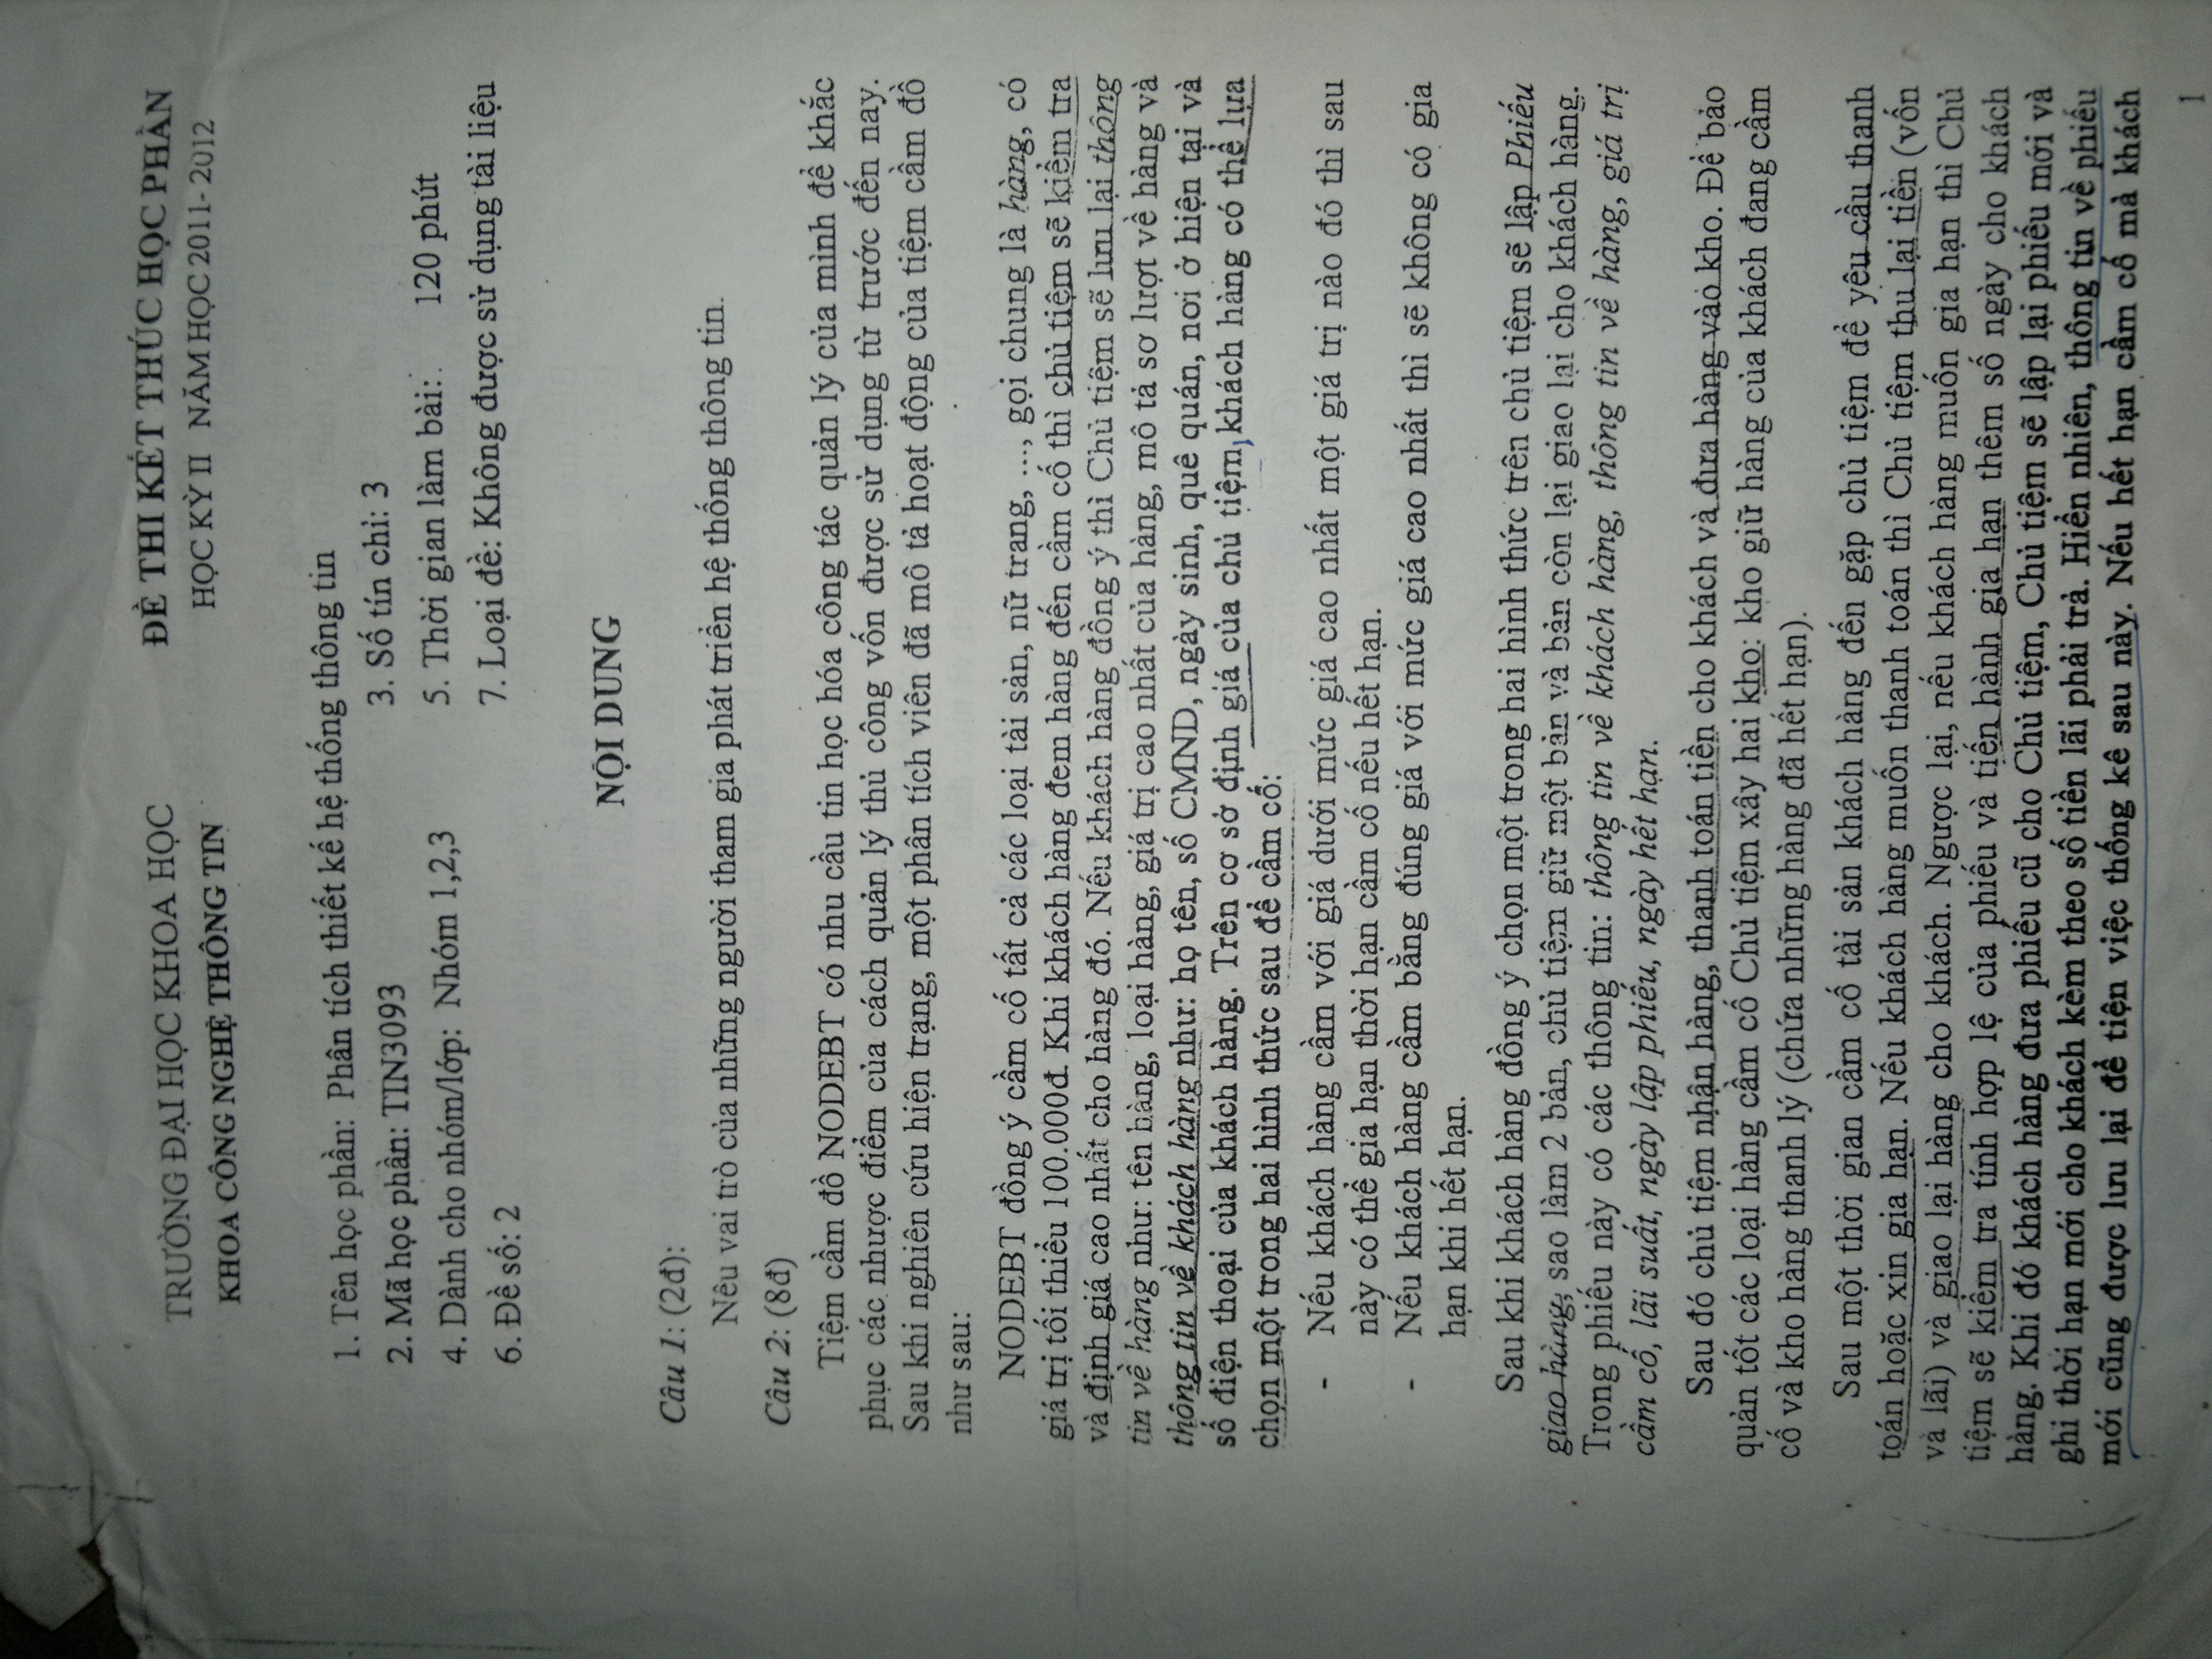 TRƯỜNG ĐẠI HỌC KHOA HỌC
KHOA CÔNG NGHỆ THÔNG TIN
ĐỀ THI KẾT THÚC HỌC PHẦN
HỌC KỲ II NĂM HỌC 2011- 2012
1. Tên học phần: Phân tích thiết kế hệ thống thông tin
2. Mã học phần: TIN3093
3. Số tín chỉ: 3
4. Dành cho nhóm/lớp: Nhóm 1,2,3
5. Thời gian làm bài: 120 phút
6. Đề số: 2
7. Loại đề: Không được sử dụng tài liệu
NỘI DUNG
Câu 1: (2đ):
Nêu vai trò của những người tham gia phát triển hệ thống thông tin.
Câu 2: (8đ)
Tiệm cầm đồ NODEBT có nhu cầu tin học hóa công tác quản lý của mình để khắc
phục các nhược điểm của cách quản lý thủ công vốn được sử dụng từ trước đến nay.
Sau khi nghiên cứu hiện trạng, một phân tích viên đã mô tả hoạt động của tiệm cầm đồ
như sau:
NODEBT đồng ý cầm cố tất cả các loại tài sản, nữ trang, ..., gọi chung là hàng, có
giá trị tối thiểu 100.000đ. Khi khách hàng đem hàng đến cầm cố thì chủ tiệm sẽ kiểm tra
và định giá cao nhất cho hàng đó. Nếu khách hàng đồng ý thì Chủ tiệm sẽ lưu lại thông
tin về hàng như: tên hàng, loại hàng, giá trị cao nhất của hàng, mô tả sơ lượt về hàng và
thông tin về khách hàng như: họ tên, số CMND, ngày sinh, quê quán, nơi ở hiện tại và
số điện thoại của khách hàng. Trên cơ sở định giá của chủ tiệm, khách hàng có thể lựa
chọn một trong hai hình thức sau để cầm cố:
- Nếu khách hàng cầm với giá dưới mức giá cao nhất một giá trị nào đó thì sau
này có thể gia hạn thời hạn cầm cố nếu hết hạn.
- Nếu khách hàng cầm bằng đúng giá với mức giá cao nhất thì sẽ không có gia
hạn khi hết hạn.
Sau khi khách hàng đồng ý chọn một trong hai hình thức trên chủ tiệm sẽ lập Phiếu
giao hàng, sao làm 2 bản, chủ tiệm giữ một bản và bản còn lại giao lại cho khách hàng.
Trong phiếu này có các thông tin: thông tin về khách hàng, thông tin về hàng, giá trị
cầm cố, lãi suất, ngày lập phiếu, ngày hết hạn.
Sau đó chủ tiệm nhận hàng, thanh toán tiền cho khách và đưa hàng vào kho. Để bảo
quản tốt các loại hàng cầm cố Chủ tiệm xây hai kho: kho giữ hàng của khách đang cầm
cố và kho hàng thanh lý (chứa những hàng đã hết hạn).
Sau một thời gian cầm cố tài sản khách hàng đến gặp chủ tiệm để yêu cầu thanh
toán hoặc xin gia hạn. Nếu khách hàng muốn thanh toán thì Chủ tiệm thu lại tiền (vốn
và lãi) và giao lại hàng cho khách. Ngược lại, nếu khách hàng muốn gia hạn thì Chủ
tiệm sẽ kiểm tra tính hợp lệ của phiếu và tiến hành gia hạn thêm số ngày cho khách
hàng. Khi đó khách hàng đưa phiếu cũ cho Chủ tiệm, Chủ tiệm sẽ lập lại phiếu mới và
ghi thời hạn mới cho khách kèm theo số tiền lãi phải trả. Hiển nhiên, thông tin về phiếu
mới cũng được lưu lại để tiện việc thống kê sau này. Nếu hết hạn cầm cố mà khách
1